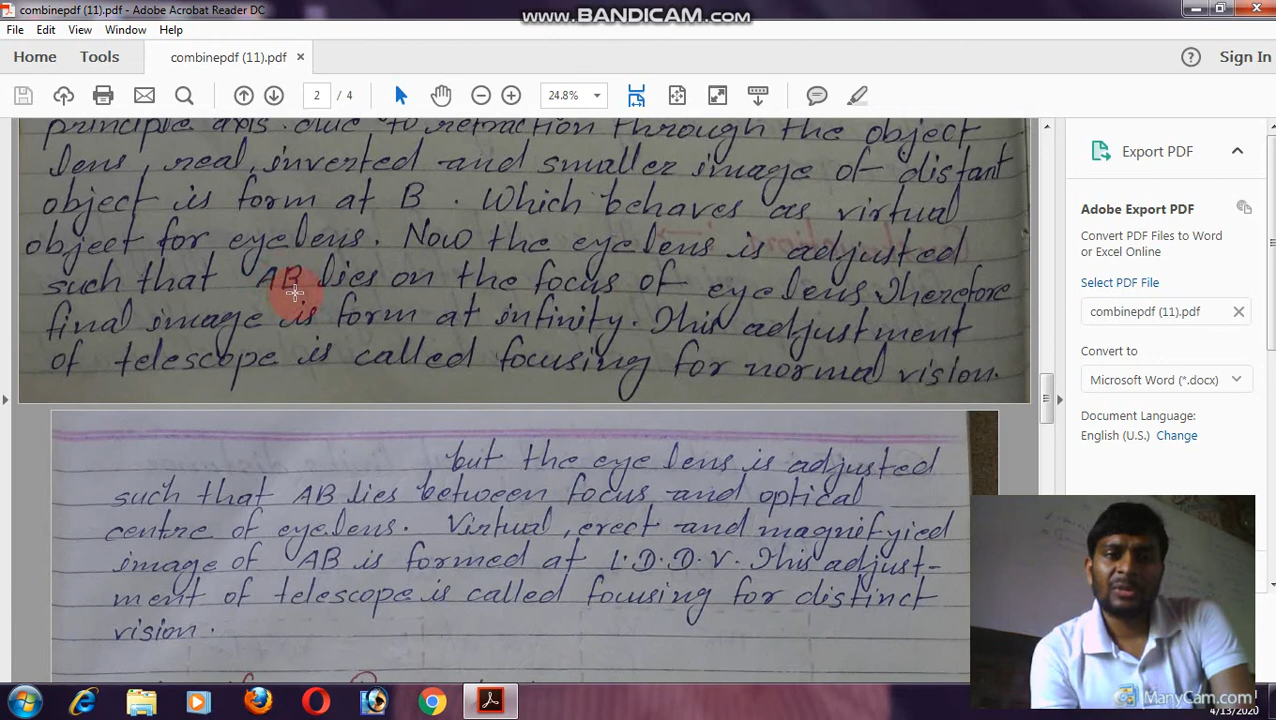 combinepdf (11).pdf - Adobe Acrobat Reader DC
www.BANDICAM.com
File Edit View Window Help
Home Tools combinepdf (11).pdf × Sign In
2 / 4 24.8%
principle axis. due to refraction through the object
lens, real, inverted and smaller image of distant
object is form at B. Which behaves as virtual
object for eyelens. Now the eyelens is adjusted
such that AB lies on the focus of eyelens Therefore
final image is form at infinity. This adjustment
of telescope is called focusing for normal vision.
but the eye lens is adjusted
such that AB lies between focus and optical
centre of eyelens. Virtual, erect and magnifyied
image of AB is formed at L.D.D.V. This adjust-
ment of telescope is called focusing for distinct
vision.
Export PDF
Adobe Export PDF
Convert PDF Files to Word
or Excel Online
Select PDF File
combinepdf (11).pdf ×
Convert to
Microsoft Word (*.docx)
Document Language:
English (U.S.) Change
ManyCam.com
4/13/2020